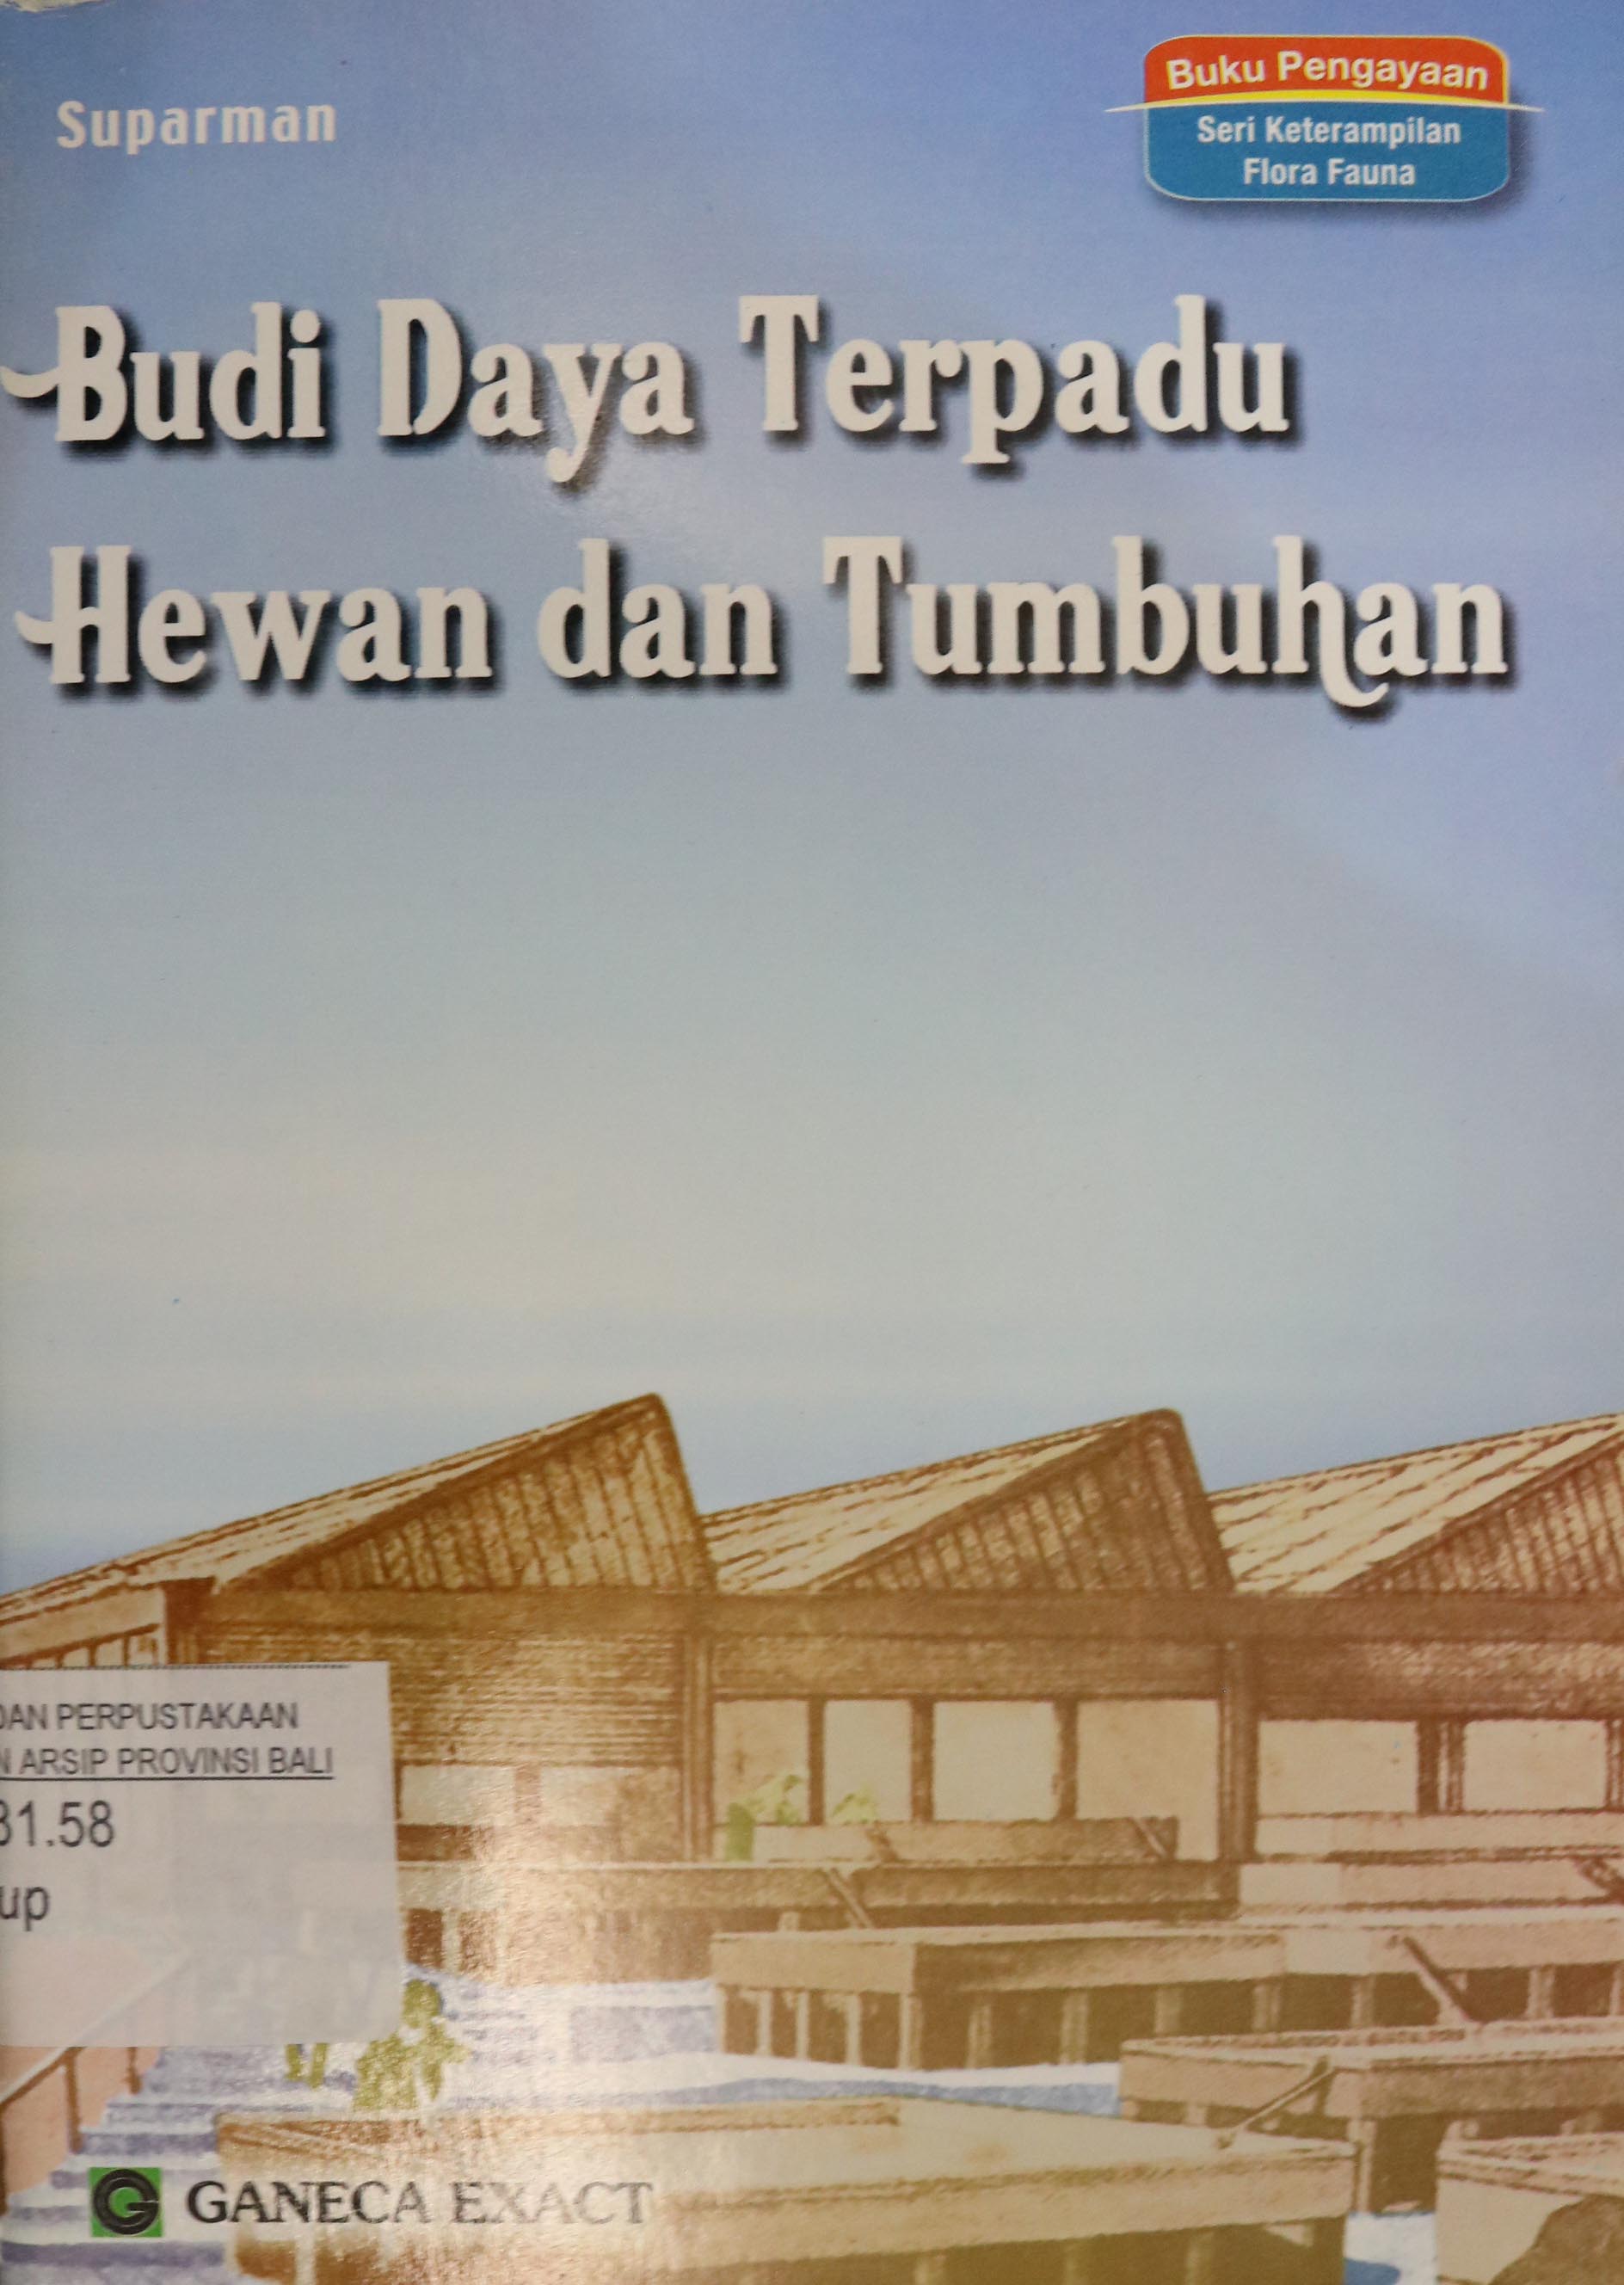 Suparman
Buku Pengayaan
Seri Keterampilan
Flora Fauna
Budi Daya Terpadu
Hewan dan Tumbuhan
DAN PERPUSTAKAAN
N ARSIP PROVINSI BALI
31.58
up
GANECA EXACT